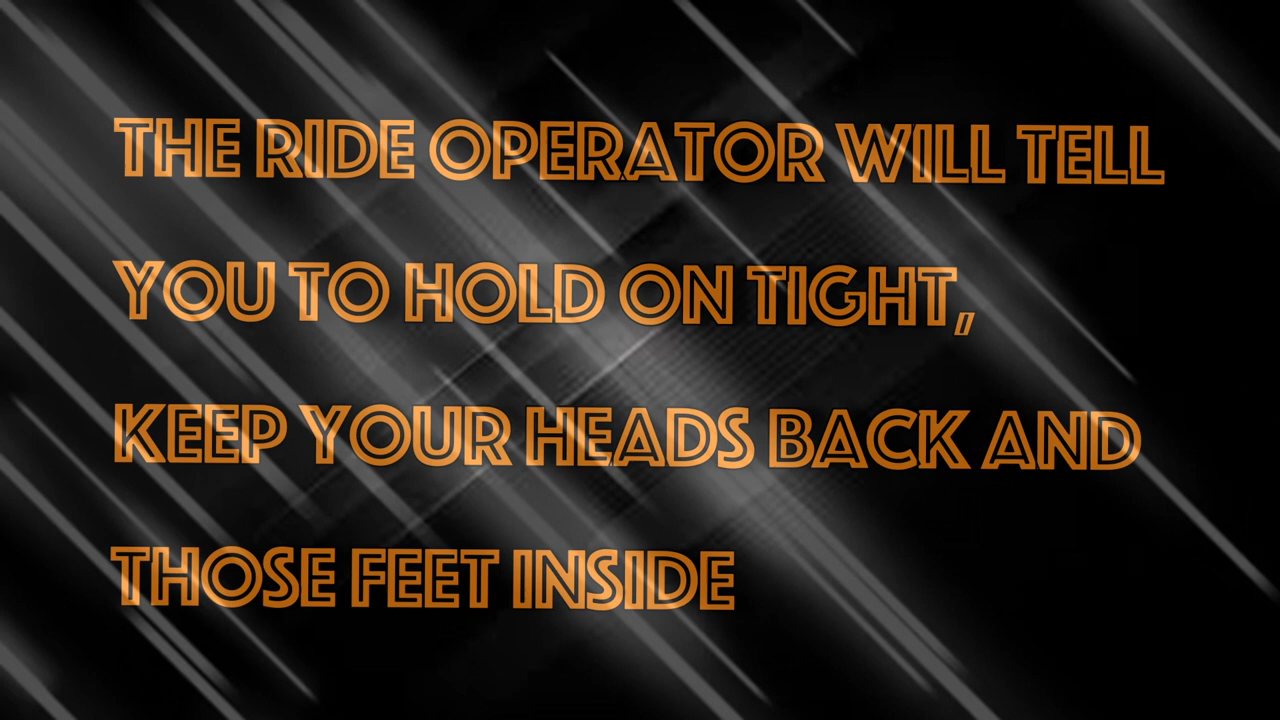 THE RIDE OPERATOR WILL TELL
YOU TO HOLD ON TIGHT,
KEEP YOUR HEADS BACK AND
THOSE FEET INSIDE